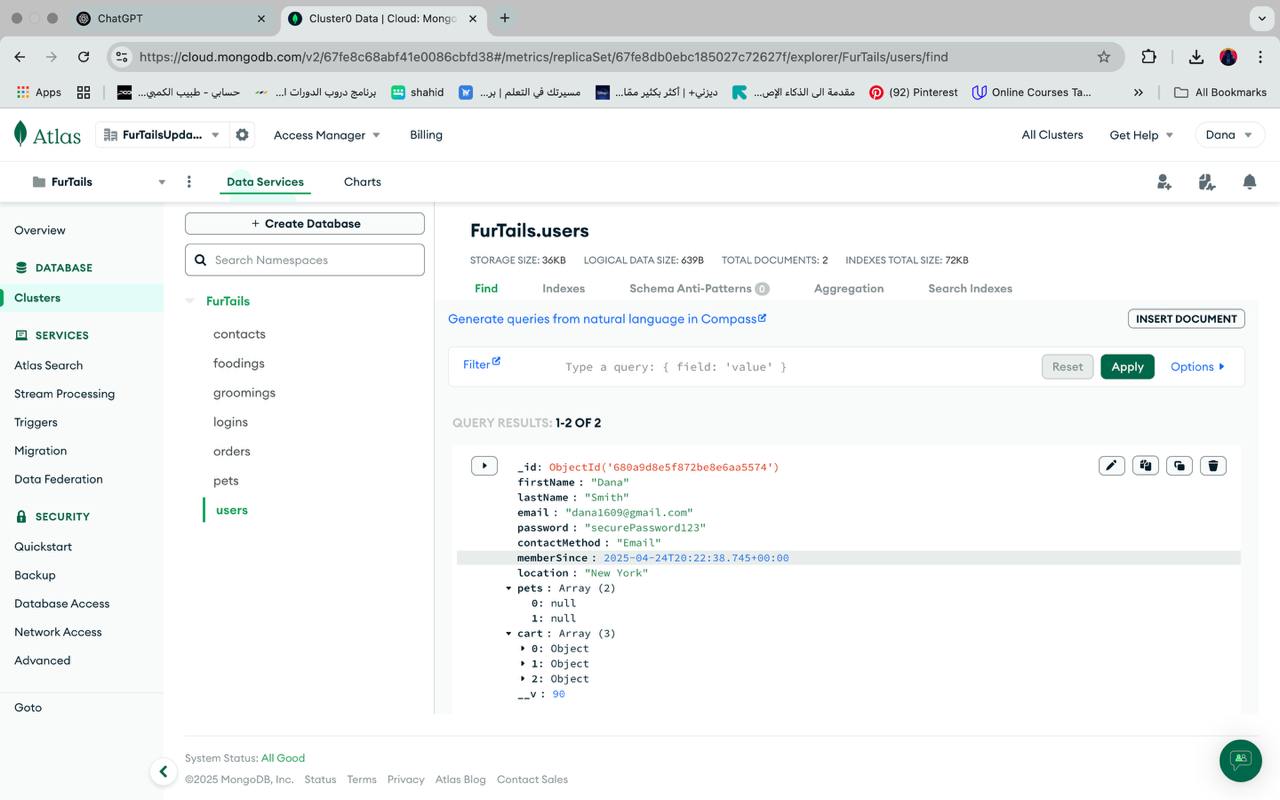 ChatGPT
Cluster0 Data | Cloud: Mongo
https://cloud.mongodb.com/v2/67fe8c68abf41e0086cbfd38#/metrics/replicaSet/67fe8db0ebc185027c72627f/explorer/FurTails/users/find
Apps
حسابي - طبيب الكمبي...
برنامج دروب الدورات ا...
shahid
مسيرتك في التعلم | بر...
ديزني+ | أكثر بكثير ممّا...
مقدمة الى الذكاء الإص...
(92) Pinterest
Online Courses Ta...
All Bookmarks
Atlas
FurTailsUpda...
Access Manager
Billing
All Clusters
Get Help
Dana
FurTails
Data Services
Charts
Overview
DATABASE
Clusters
SERVICES
Atlas Search
Stream Processing
Triggers
Migration
Data Federation
SECURITY
Quickstart
Backup
Database Access
Network Access
Advanced
Goto
+ Create Database
Search Namespaces
FurTails
contacts
foodings
groomings
logins
orders
pets
users
FurTails.users
STORAGE SIZE: 36KB LOGICAL DATA SIZE: 639B TOTAL DOCUMENTS: 2 INDEXES TOTAL SIZE: 72KB
Find Indexes Schema Anti-Patterns 0 Aggregation Search Indexes
Generate queries from natural language in Compass
INSERT DOCUMENT
Filter
Type a query: { field: 'value' }
Reset
Apply
Options
QUERY RESULTS: 1-2 OF 2
_id: ObjectId('680a9d8e5f872be8e6aa5574')
firstName : "Dana"
lastName : "Smith"
email : "dana1609@gmail.com"
password : "securePassword123"
contactMethod : "Email"
memberSince : 2025-04-24T20:22:38.745+00:00
location : "New York"
pets : Array (2)
0: null
1: null
cart : Array (3)
0: Object
1: Object
2: Object
__v : 90
System Status: All Good
©2025 MongoDB, Inc. Status Terms Privacy Atlas Blog Contact Sales